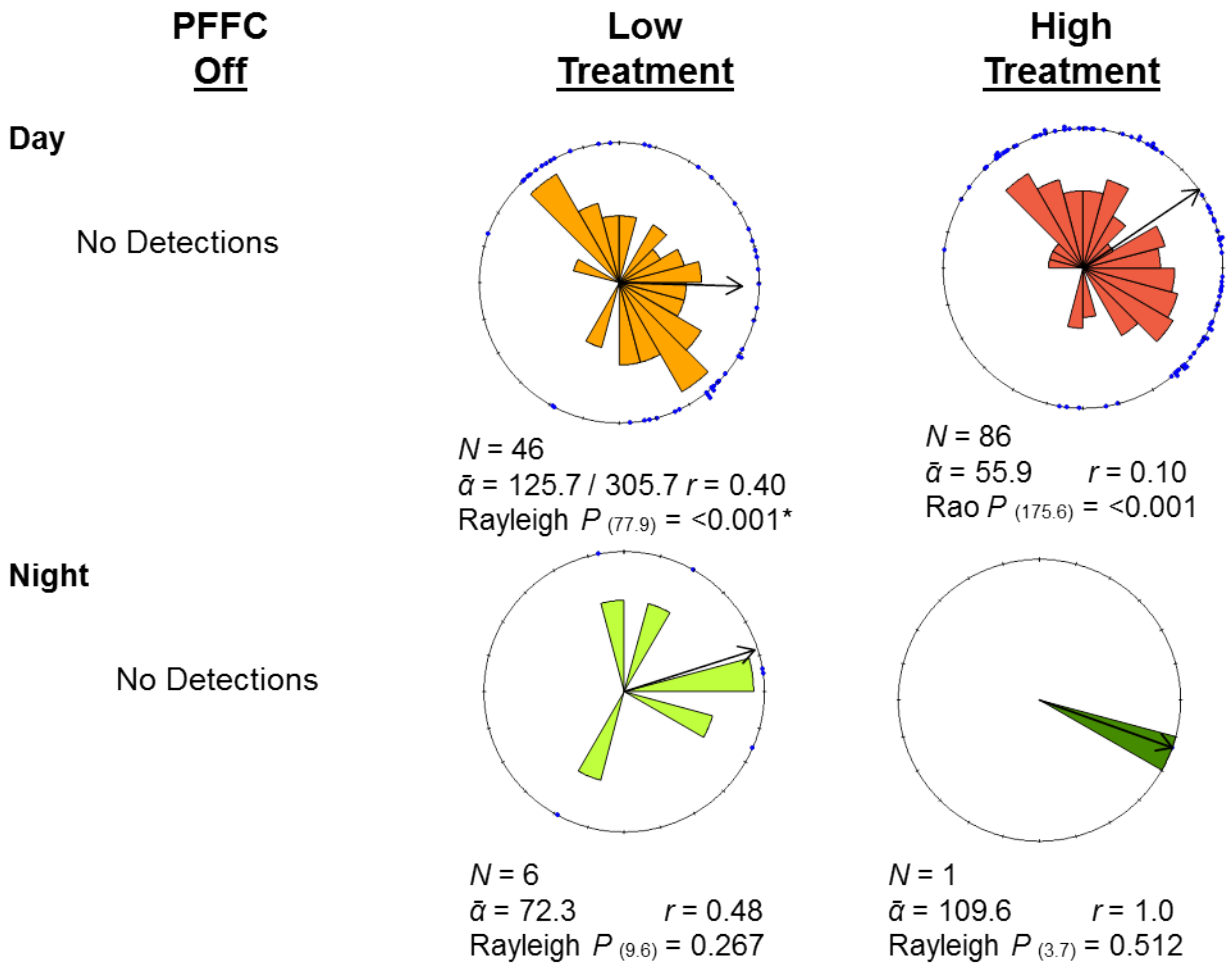 PFFC Low High
Off Treatment Treatment
Day
No Detections
N = 46
ᾱ = 125.7 / 305.7 r = 0.40
Rayleigh P (77.9) = <0.001*
N = 86
ᾱ = 55.9 r = 0.10
Rao P (175.6) = <0.001
Night
No Detections
N = 6
ᾱ = 72.3 r = 0.48
Rayleigh P (9.6) = 0.267
N = 1
ᾱ = 109.6 r = 1.0
Rayleigh P (3.7) = 0.512